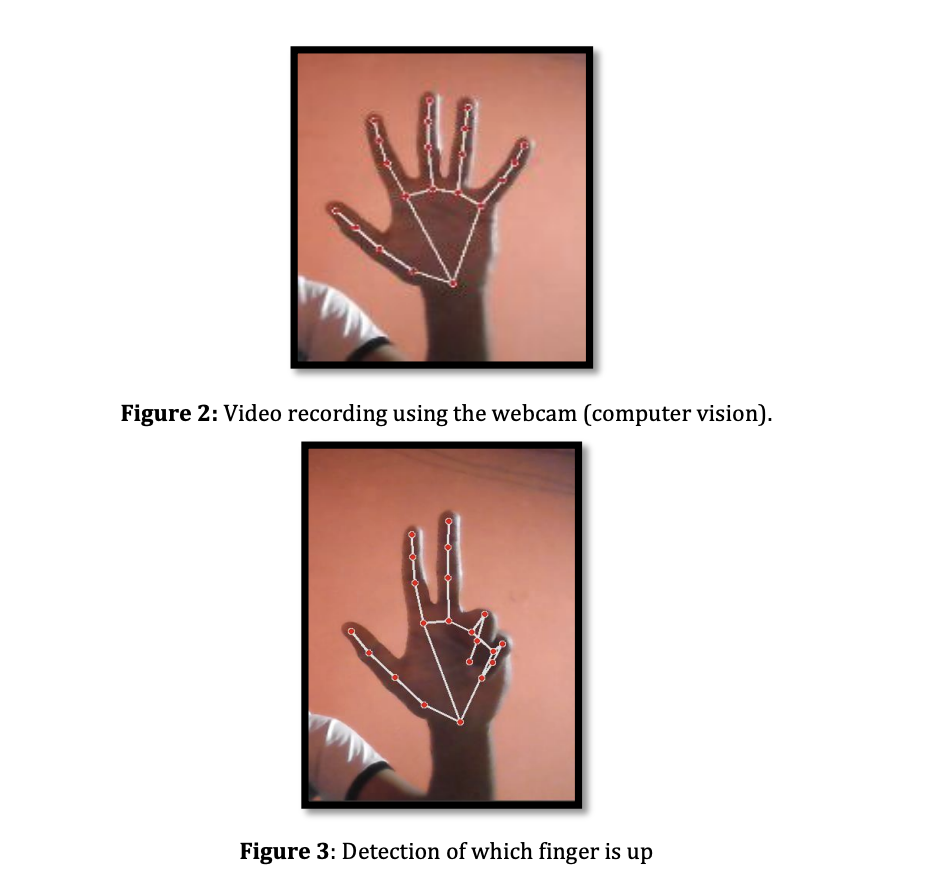 Figure 2: Video recording using the webcam (computer vision).
Figure 3: Detection of which finger is up